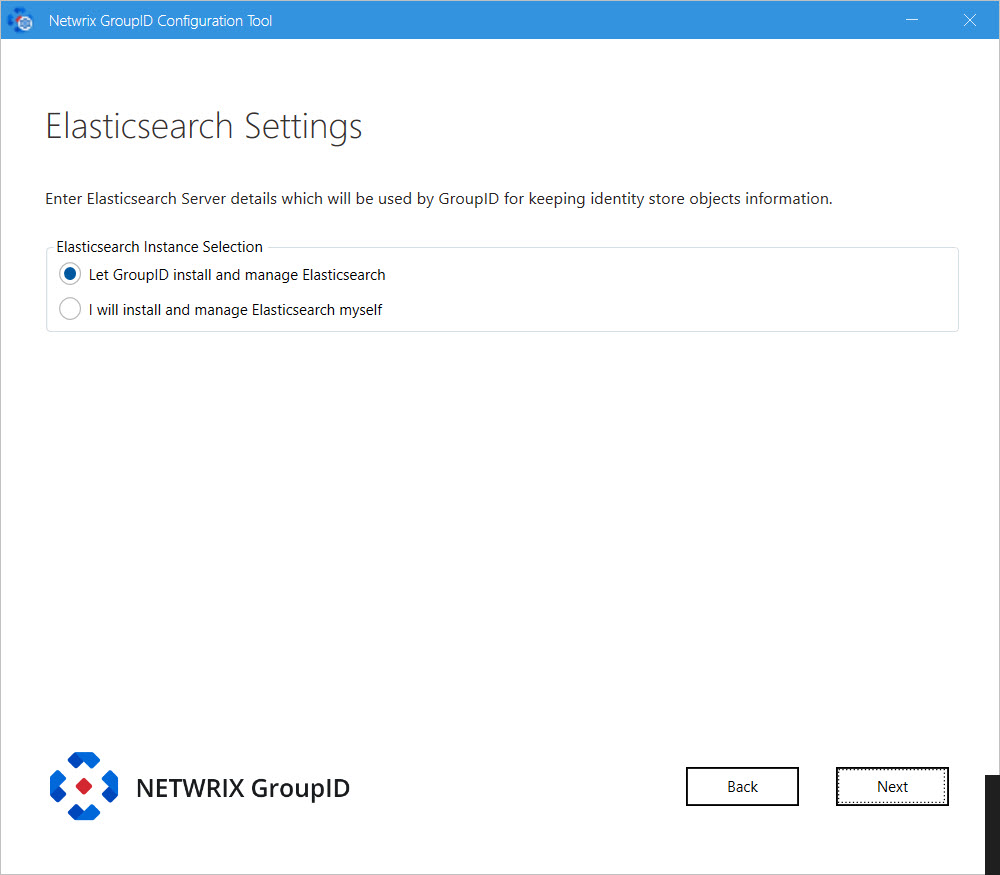 Netwrix GroupID Configuration Tool
Elasticsearch Settings
Enter Elasticsearch Server details which will be used by GroupID for keeping identity store objects information.
Elasticsearch Instance Selection
Let GroupID install and manage Elasticsearch
I will install and manage Elasticsearch myself
NETWRIX GroupID
Back
Next